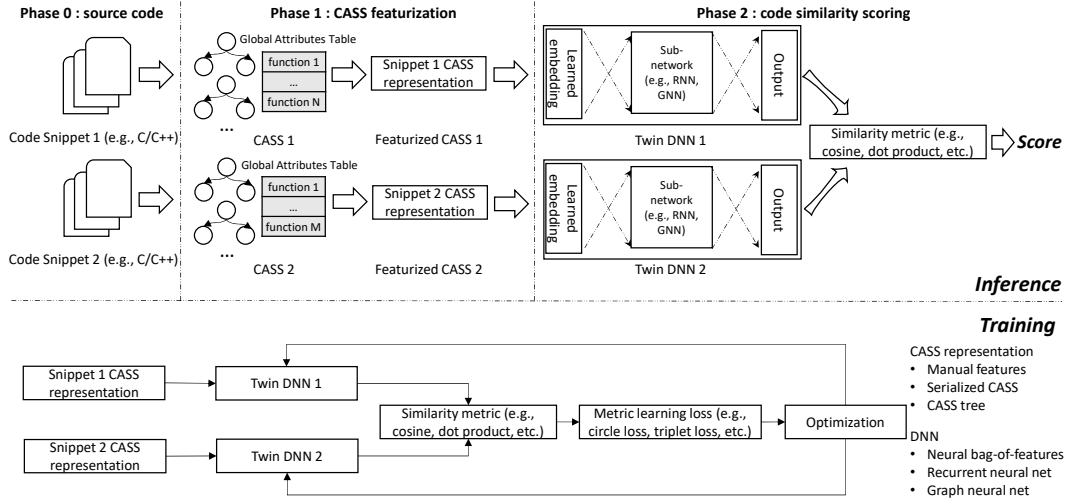 Phase 0 : source code
Phase 1 : CASS featurization
Phase 2 : code similarity scoring
Code Snippet 1 (e.g., C/C++)
Global Attributes Table
function 1
...
function N
...
CASS 1
Snippet 1 CASS
representation
Featurized CASS 1
Learned
embedding
Sub-
network
(e.g., RNN,
GNN)
Output
Twin DNN 1
Code Snippet 2 (e.g., C/C++)
Global Attributes Table
function 1
...
function M
...
CASS 2
Snippet 2 CASS
representation
Featurized CASS 2
Learned
embedding
Sub-
network
(e.g., RNN,
GNN)
Output
Twin DNN 2
Similarity metric (e.g.,
cosine, dot product, etc.)
Score
Inference
Training
Snippet 1 CASS
representation
Twin DNN 1
Snippet 2 CASS
representation
Twin DNN 2
Similarity metric (e.g.,
cosine, dot product, etc.)
Metric learning loss (e.g.,
circle loss, triplet loss, etc.)
Optimization
CASS representation
• Manual features
• Serialized CASS
• CASS tree
DNN
• Neural bag-of-features
• Recurrent neural net
• Graph neural net